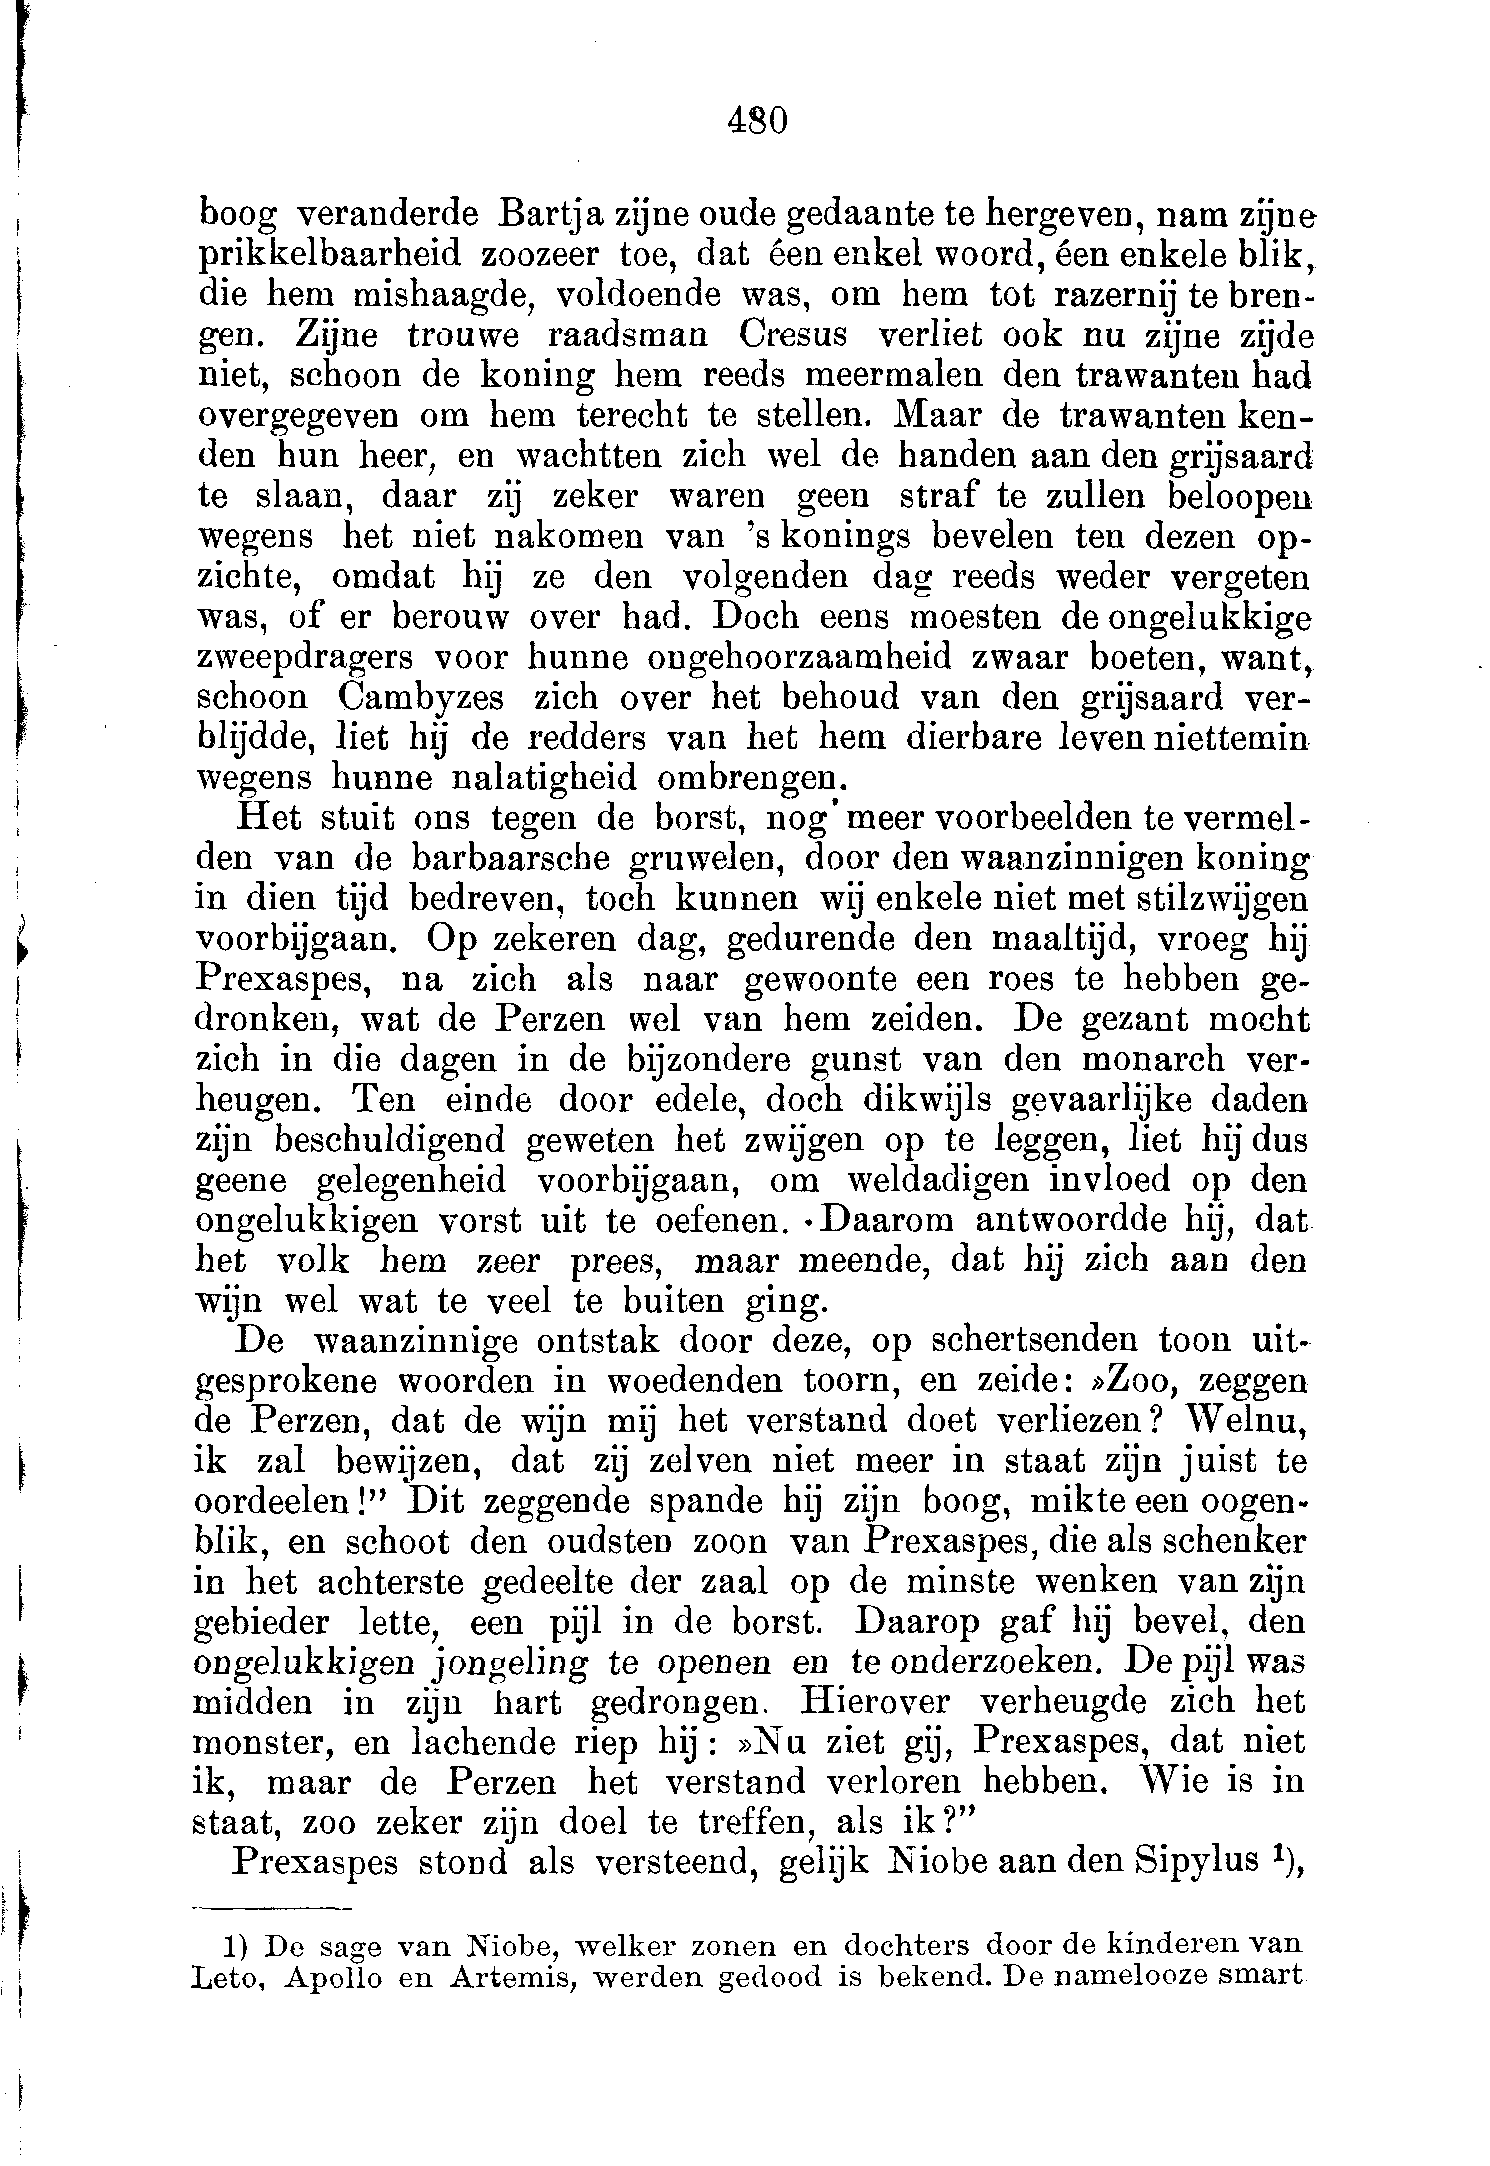 480
boog veranderde Bartja zijne oude gedaante te hergeven, nam zijne
prikkelbaarheid zoozeer toe, dat éen enkel woord, éen enkele blik,
die hem mishaagde, voldoende was, om hem tot razernij te bren-
gen. Zijne trouwe raadsman Cresus verliet ook nu zijne zijde
niet, schoon de koning hem reeds meermalen den trawanten had
overgegeven om hem terecht te stellen. Maar de trawanten ken-
den hun heer, en wachtten zich wel de handen aan den grijsaard
te slaan, daar zij zeker waren geen straf te zullen beloopen
wegens het niet nakomen van 's konings bevelen ten dezen op-
zichte, omdat hij ze den volgenden dag reeds weder vergeten
was, of er berouw over had. Doch eens moesten de ongelukkige
zweepdragers voor hunne ongehoorzaamheid zwaar boeten, want,
schoon Cambyzes zich over het behoud van den grijsaard ver-
blijdde, liet hij de redders van het hem dierbare leven niettemin
wegens hunne nalatigheid ombrengen.
Het stuit ons tegen de borst, nog meer voorbeelden te vermel-
den van de barbaarsche gruwelen, door den waanzinnigen koning
in dien tijd bedreven, toch kunnen wij enkele niet met stilzwijgen
voorbijgaan. Op zekeren dag, gedurende den maaltijd, vroeg hij
Prexaspes, na zich als naar gewoonte een roes te hebben ge-
dronken, wat de Perzen wel van hem zeiden. De gezant mocht
zich in die dagen in de bijzondere gunst van den monarch ver-
heugen. Ten einde door edele, doch dikwijls gevaarlijke daden
zijn beschuldigend geweten het zwijgen op te leggen, liet hij dus
geene gelegenheid voorbijgaan, om weldadigen invloed op den
ongelukkigen vorst uit te oefenen. Daarom antwoordde hij, dat
het volk hem zeer prees, maar meende, dat hij zich aan den
wijn wel wat te veel te buiten ging.
De waanzinnige ontstak door deze, op schertsenden toon uit-
gesprokene woorden in woedenden toorn, en zeide: »Zoo, zeggen
de Perzen, dat de wijn mij het verstand doet verliezen? Welnu,
ik zal bewijzen, dat zij zelven niet meer in staat zijn juist te
oordeelen!" Dit zeggende spande hij zijn boog, mikte een oogen-
blik, en schoot den oudsten zoon van Prexaspes, die als schenker
in het achterste gedeelte der zaal op de minste wenken van zijn
gebieder lette, een pijl in de borst. Daarop gaf hij bevel, den
ongelukkigen jongeling te openen en te onderzoeken. De pijl was
midden in zijn hart gedrongen. Hierover verheugde zich het
monster, en lachende riep hij: »Nu ziet gij, Prexaspes, dat niet
ik, maar de Perzen het verstand verloren hebben. Wie is in
staat, zoo zeker zijn doel te treffen, als ik?"
Prexaspes stond als versteend, gelijk Niobe aan den Sipylus ¹),
1) De sage van Niobe, welker zonen en dochters door de kinderen van
Leto, Apollo en Artemis, werden gedood is bekend. De namelooze smart